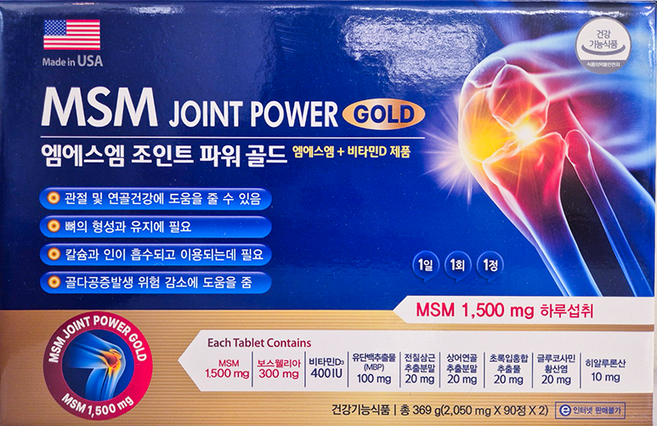 Made in USA
건강
기능식품
식품의약품안전처
MSM JOINT POWER GOLD
엠에스엠 조인트 파워 골드 엠에스엠 + 비타민D 제품
관절 및 연골건강에 도움을 줄 수 있음
뼈의 형성과 유지에 필요
칼슘과 인이 흡수되고 이용되는데 필요
골다공증발생 위험 감소에 도움을 줌
1일 1회 1정
MSM 1,500 mg 하루섭취
MSM JOINT POWER GOLD
MSM 1,500 mg
Each Tablet Contains
MSM 1,500 mg
보스웰리아 300 mg
비타민D₃ 400IU
유단백추출물 (MBP) 100 mg
전칠삼근 추출분말 20 mg
상어연골 추출분말 20 mg
초록입홍합 추출물 20 mg
글루코사민 황산염 20 mg
히알루론산 10 mg
건강기능식품 | 총 369 g(2,050 mg X 90정 X 2) e 인터넷 판매불가